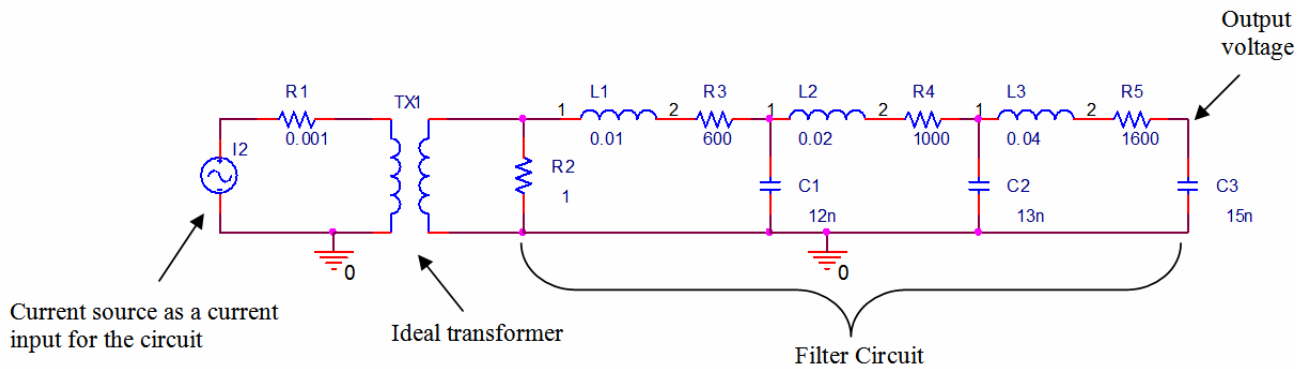 Output
voltage
R1
0.001
I2
TX1
R2
1
1
L1
2
0.01
R3
600
1
L2
2
0.02
R4
1000
1
L3
2
0.04
R5
1600
C1
12n
C2
13n
C3
15n
0
0
Current source as a current
input for the circuit
Ideal transformer
Filter Circuit